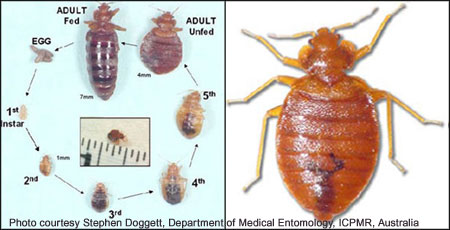 ADULT
Fed
ADULT
Unfed
EGG
4mm
7mm
5th
1st
Instar
1mm
2nd
3rd
4th
Photo courtesy Stephen Doggett, Department of Medical Entomology, ICPMR, Australia